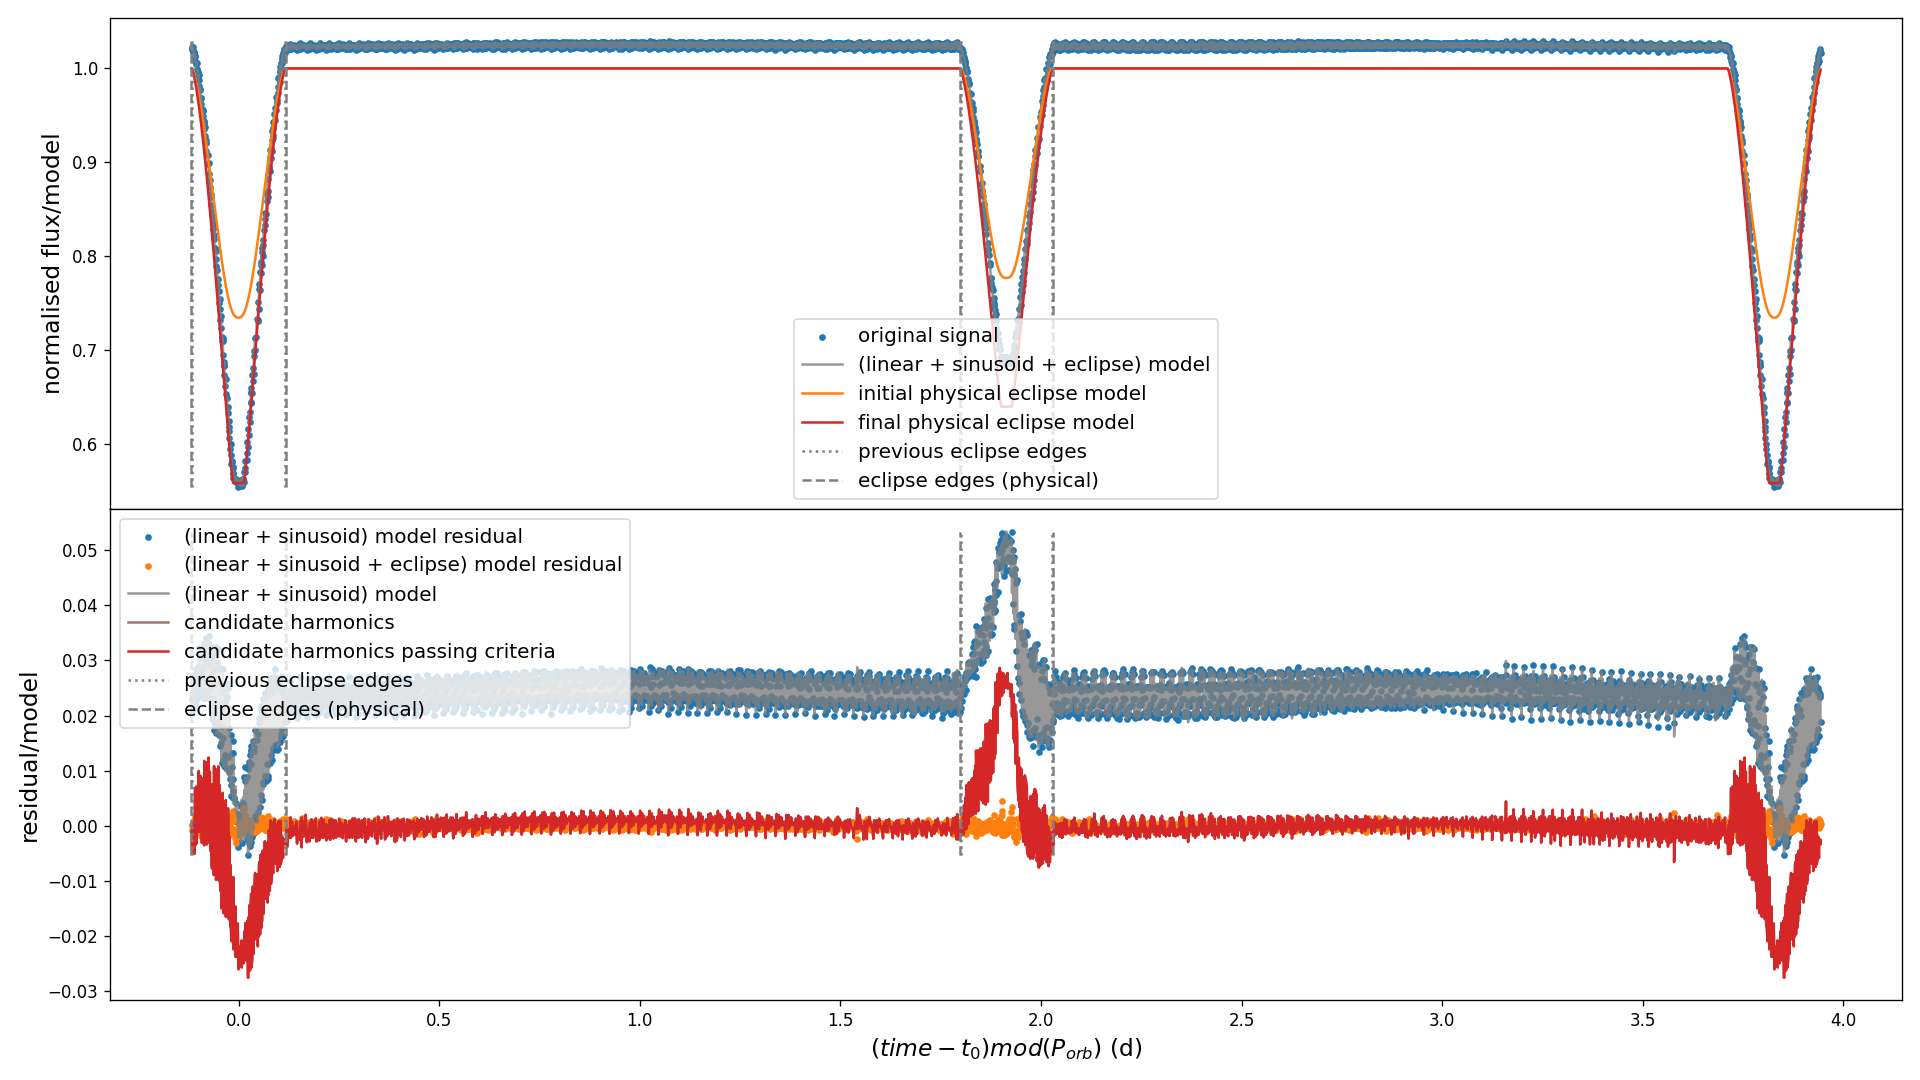 normalised flux/model
1.0
0.9
0.8
0.7
0.6
original signal
(linear + sinusoid + eclipse) model
initial physical eclipse model
final physical eclipse model
previous eclipse edges
eclipse edges (physical)
residual/model
0.05
0.04
0.03
0.02
0.01
0.00
−0.01
−0.02
−0.03
(linear + sinusoid) model residual
(linear + sinusoid + eclipse) model residual
(linear + sinusoid) model
candidate harmonics
candidate harmonics passing criteria
previous eclipse edges
eclipse edges (physical)
0.0 0.5 1.0 1.5 2.0 2.5 3.0 3.5 4.0
(time − t₀)mod(Pₒᵣb) (d)